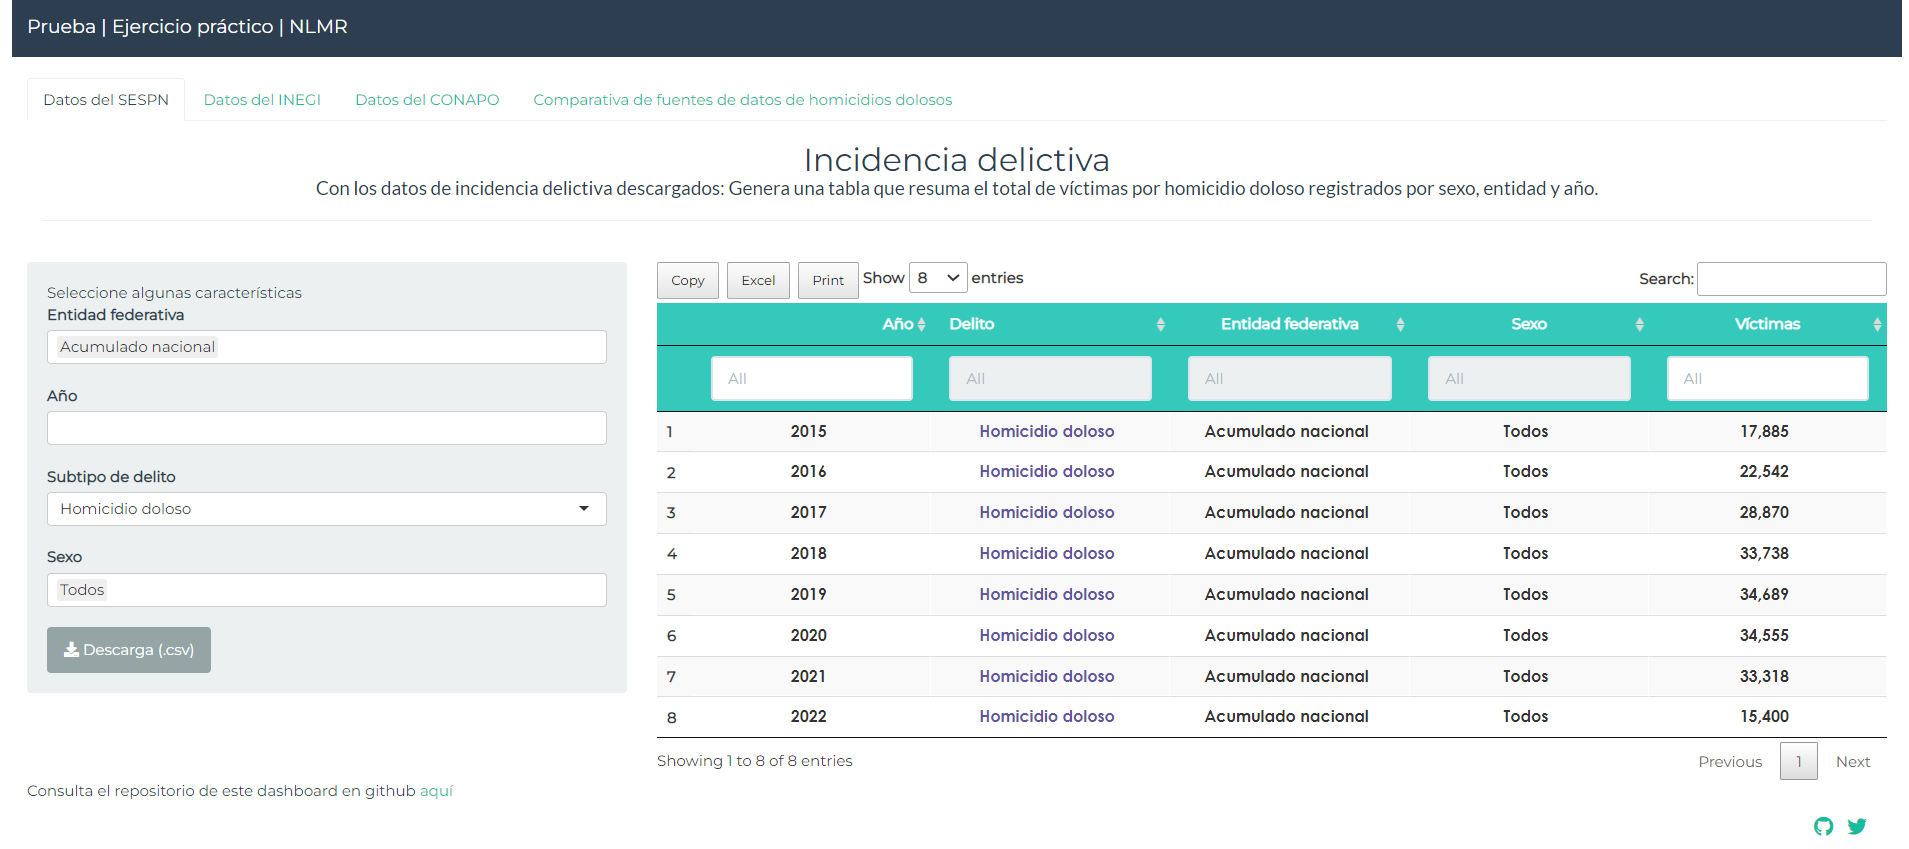 Prueba | Ejercicio práctico | NLMR
Datos del SESPN Datos del INEGI Datos del CONAPO Comparativa de fuentes de datos de homicidios dolosos
Incidencia delictiva
Con los datos de incidencia delictiva descargados: Genera una tabla que resuma el total de víctimas por homicidio doloso registrados por sexo, entidad y año.
Seleccione algunas características
Entidad federativa
Acumulado nacional
Año
Subtipo de delito
Homicidio doloso
Sexo
Todos
Descarga (.csv)
Copy Excel Print Show 8 entries Search:
Año Delito Entidad federativa Sexo Víctimas
All All All All All
1 2015 Homicidio doloso Acumulado nacional Todos 17,885
2 2016 Homicidio doloso Acumulado nacional Todos 22,542
3 2017 Homicidio doloso Acumulado nacional Todos 28,870
4 2018 Homicidio doloso Acumulado nacional Todos 33,738
5 2019 Homicidio doloso Acumulado nacional Todos 34,689
6 2020 Homicidio doloso Acumulado nacional Todos 34,555
7 2021 Homicidio doloso Acumulado nacional Todos 33,318
8 2022 Homicidio doloso Acumulado nacional Todos 15,400
Showing 1 to 8 of 8 entries Previous 1 Next
Consulta el repositorio de este dashboard en github aquí